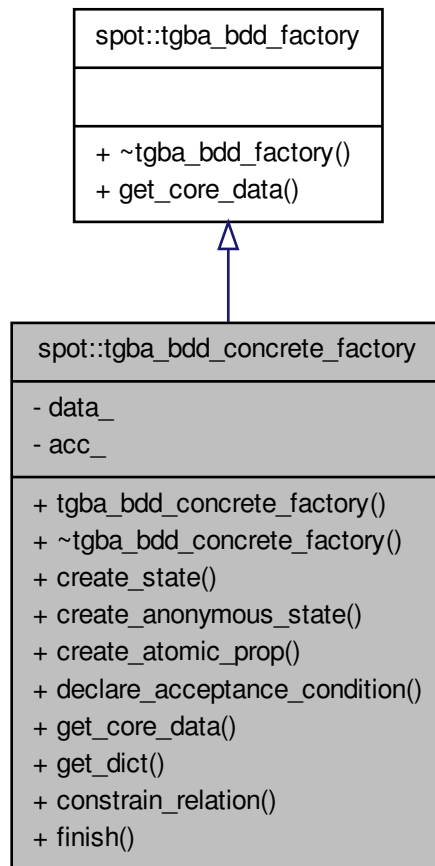 spot::tgba_bdd_factory
+ ~tgba_bdd_factory()
+ get_core_data()
spot::tgba_bdd_concrete_factory
- data_
- acc_
+ tgba_bdd_concrete_factory()
+ ~tgba_bdd_concrete_factory()
+ create_state()
+ create_anonymous_state()
+ create_atomic_prop()
+ declare_acceptance_condition()
+ get_core_data()
+ get_dict()
+ constrain_relation()
+ finish()